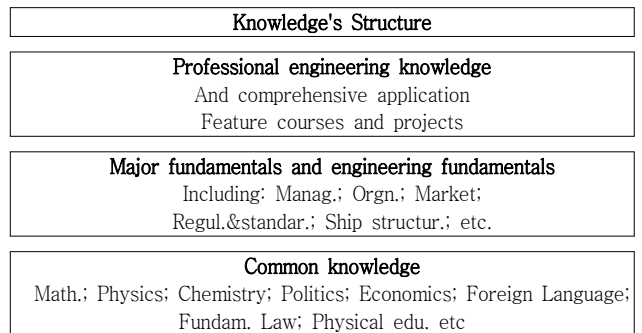 Knowledge's Structure
Professional engineering knowledge
And comprehensive application
Feature courses and projects
Major fundamentals and engineering fundamentals
Including: Manag.; Orgn.; Market;
Regul.&standar.; Ship structur.; etc.
Common knowledge
Math.; Physics; Chemistry; Politics; Economics; Foreign Language;
Fundam. Law; Physical edu. etc